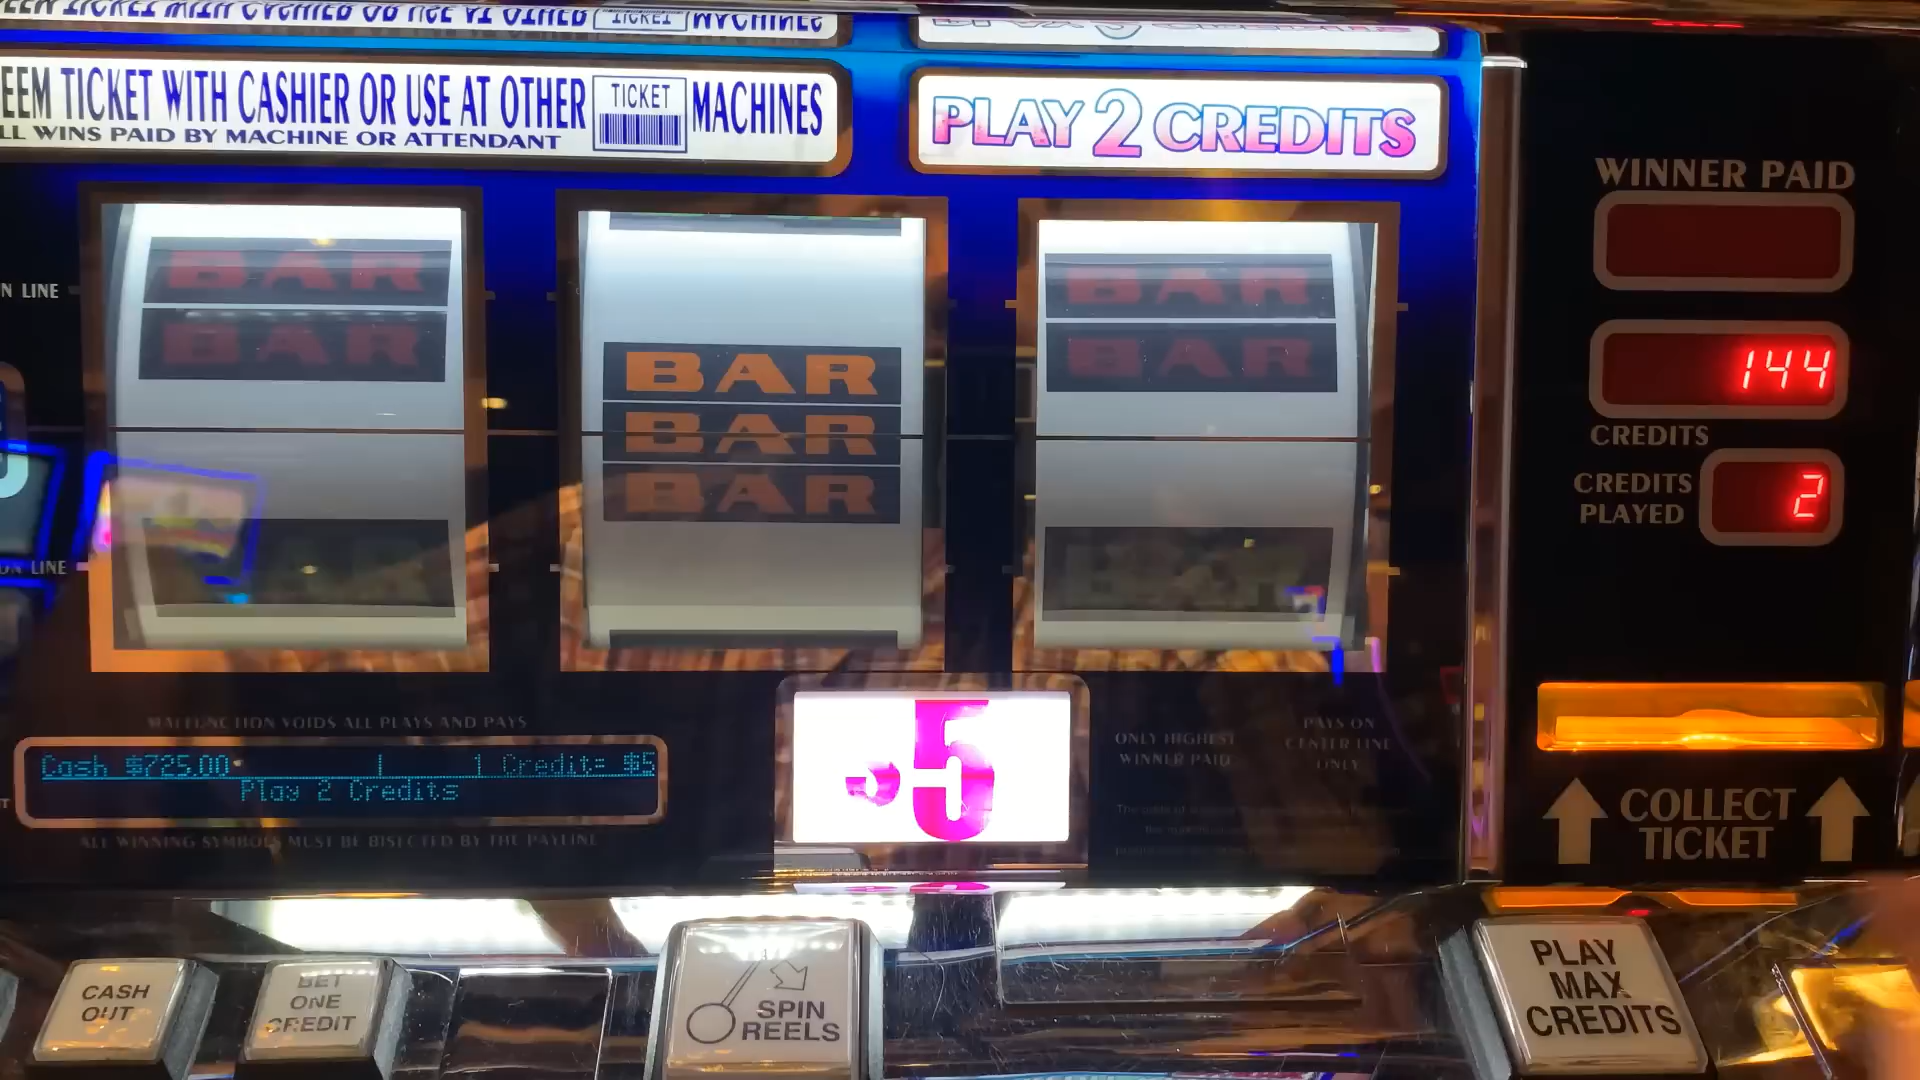 EEM TICKET WITH CASHIER OR USE AT OTHER TICKET MACHINES
LL WINS PAID BY MACHINE OR ATTENDANT
PLAY 2 CREDITS
WINNER PAID
BAR
BAR
BAR
BAR
BAR
BAR
BAR
N LINE
144
CREDITS
CREDITS
PLAYED
2
ON LINE
MALFUNCTION VOIDS ALL PLAYS AND PAYS
Cash $725.00 | 1 Credit= $5
Play 2 Credits
ALL WINNING SYMBOLS MUST BE BISECTED BY THE PAYLINE
5
ONLY HIGHEST
WINNER PAID
PAYS ON
CENTER LINE
ONLY
COLLECT
TICKET
CASH
OUT
BET
ONE
CREDIT
SPIN
REELS
PLAY
MAX
CREDITS